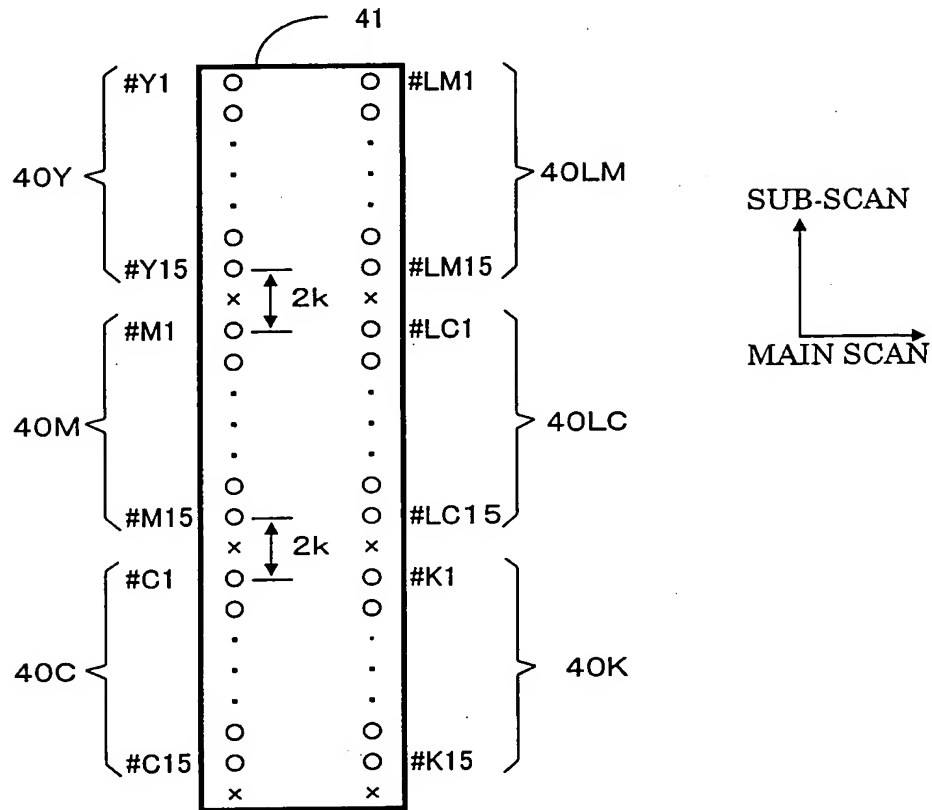 41
#Y1 #LM1
40Y 40LM
SUB-SCAN
#Y15 #LM15
× 2k ×
#M1 #LC1
MAIN SCAN
40M 40LC
#M15 #LC15
× 2k ×
#C1 #K1
40C 40K
#C15 #K15
× ×